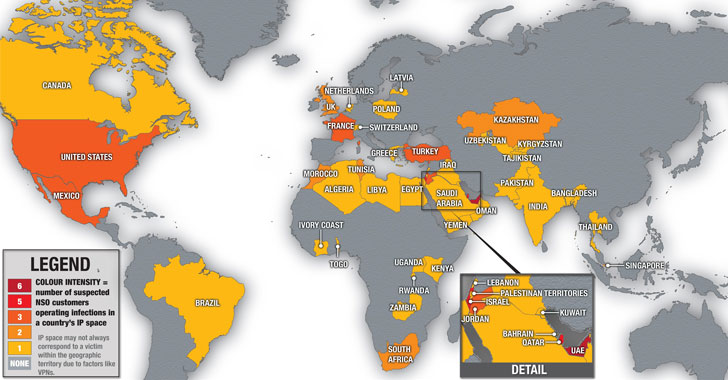 CANADA
UNITED STATES
MEXICO
BRAZIL
LATVIA
NETHERLANDS
UK
POLAND
FRANCE
SWITZERLAND
GREECE
TURKEY
KAZAKHSTAN
UZBEKISTAN
KYRGYZSTAN
TAJIKISTAN
MOROCCO
TUNISIA
ALGERIA
LIBYA
EGYPT
IRAQ
SAUDI
ARABIA
OMAN
YEMEN
PAKISTAN
INDIA
BANGLADESH
THAILAND
SINGAPORE
IVORY COAST
TOGO
UGANDA
KENYA
RWANDA
ZAMBIA
SOUTH
AFRICA
LEGEND
6
5
3
2
1
NONE
COLOUR INTENSITY =
number of suspected
NSO customers
operating infections in
a country's IP space
IP space may not always
correspond to a victim
within the geographic
territory due to factors like
VPNs.
LEBANON
PALESTINIAN TERRITORIES
ISRAEL
JORDAN
KUWAIT
BAHRAIN
QATAR
UAE
DETAIL